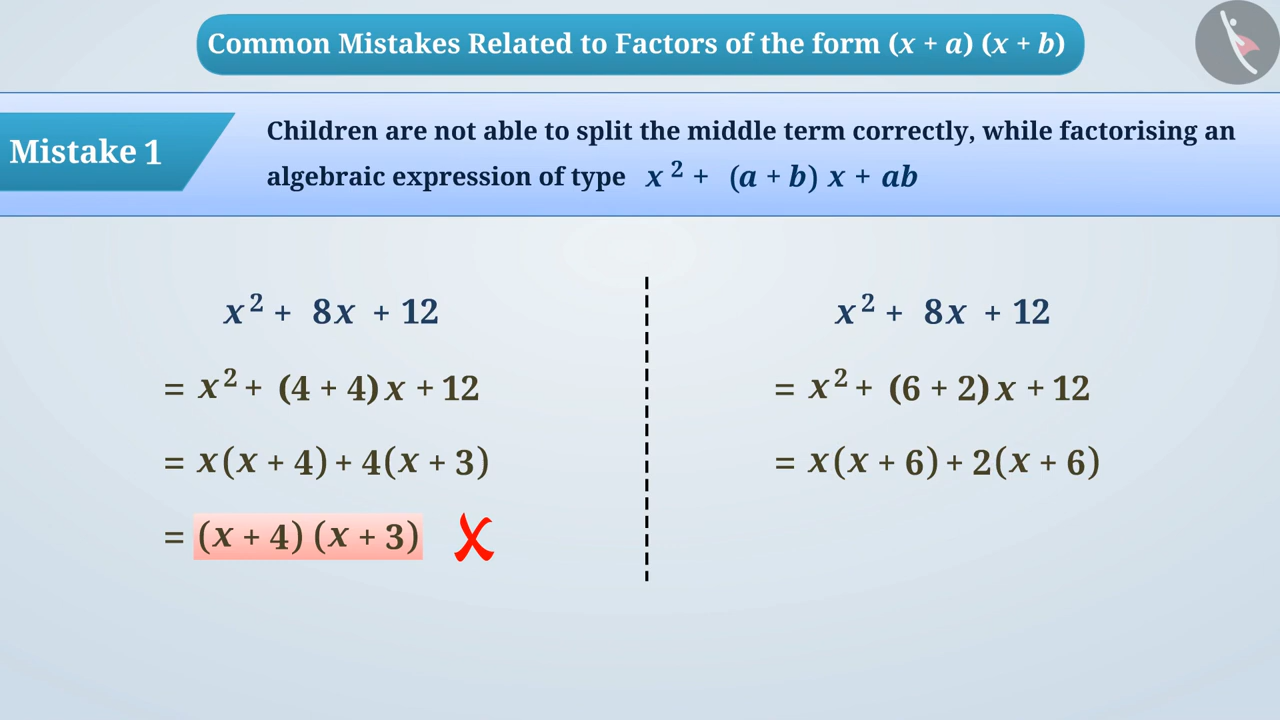 Common Mistakes Related to Factors of the form (x + a) (x + b)
Mistake 1
Children are not able to split the middle term correctly, while factorising an
algebraic expression of type x² + (a + b) x + ab
x² + 8x + 12
= x² + (4 + 4) x + 12
= x(x + 4) + 4(x + 3)
= (x + 4) (x + 3) X
x² + 8x + 12
= x² + (6 + 2) x + 12
= x(x + 6) + 2(x + 6)